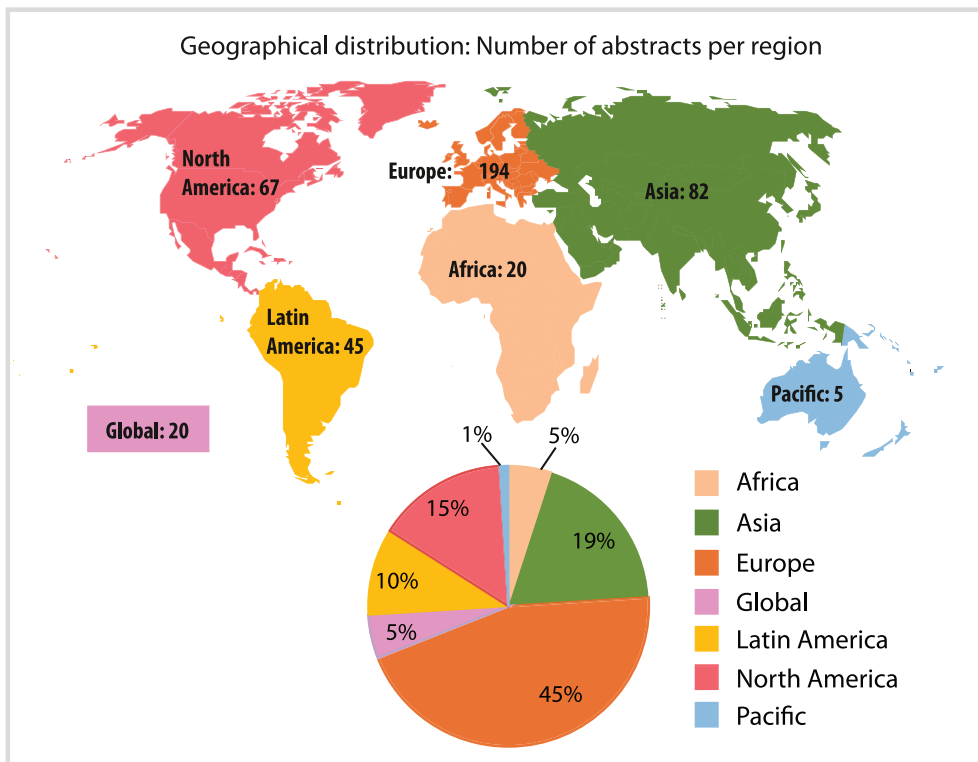 Geographical distribution: Number of abstracts per region
North
America: 67
Europe: 194
Asia: 82
Africa: 20
Latin
America: 45
Pacific: 5
Global: 20
1%
5%
15%
19%
10%
5%
45%
Africa
Asia
Europe
Global
Latin America
North America
Pacific